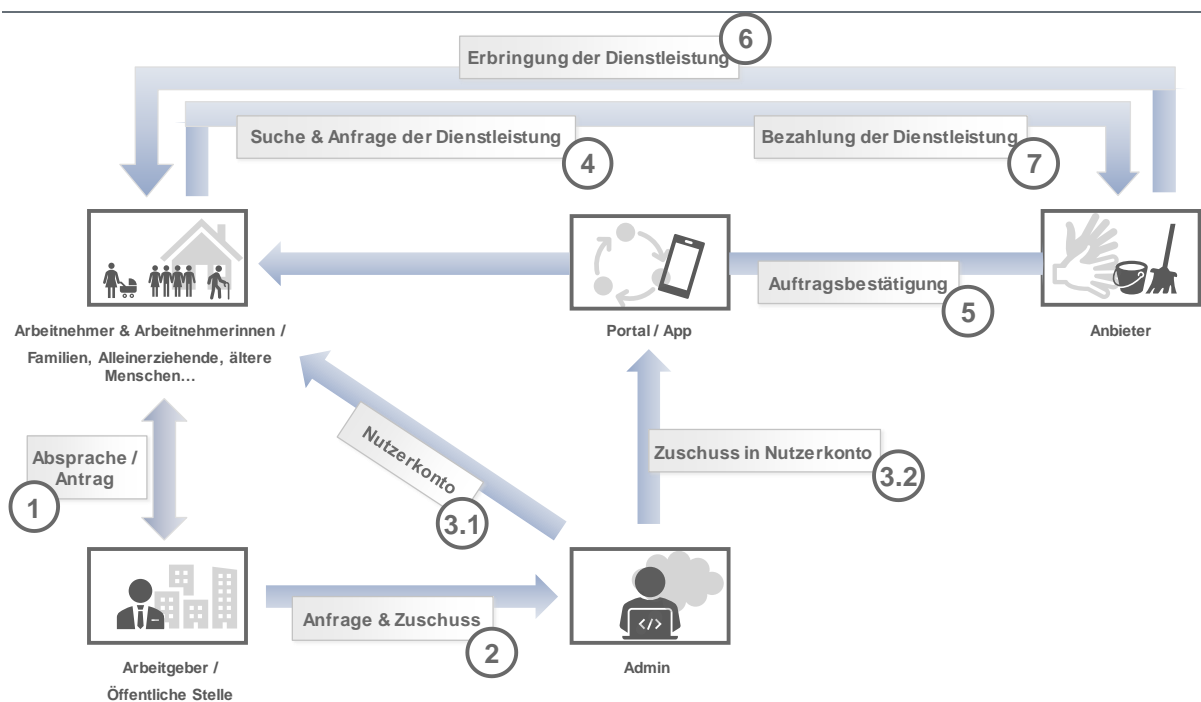 6
Erbringung der Dienstleistung
Suche & Anfrage der Dienstleistung
4
Bezahlung der Dienstleistung
7
Arbeitnehmer & Arbeitnehmerinnen /
Familien, Alleinerziehende, ältere
Menschen...
Portal / App
Auftragsbestätigung
5
Anbieter
Absprache /
Antrag
1
Nutzerkonto
3.1
Zuschuss in Nutzerkonto
3.2
Anfrage & Zuschuss
2
</>
Arbeitgeber /
Öffentliche Stelle
Admin